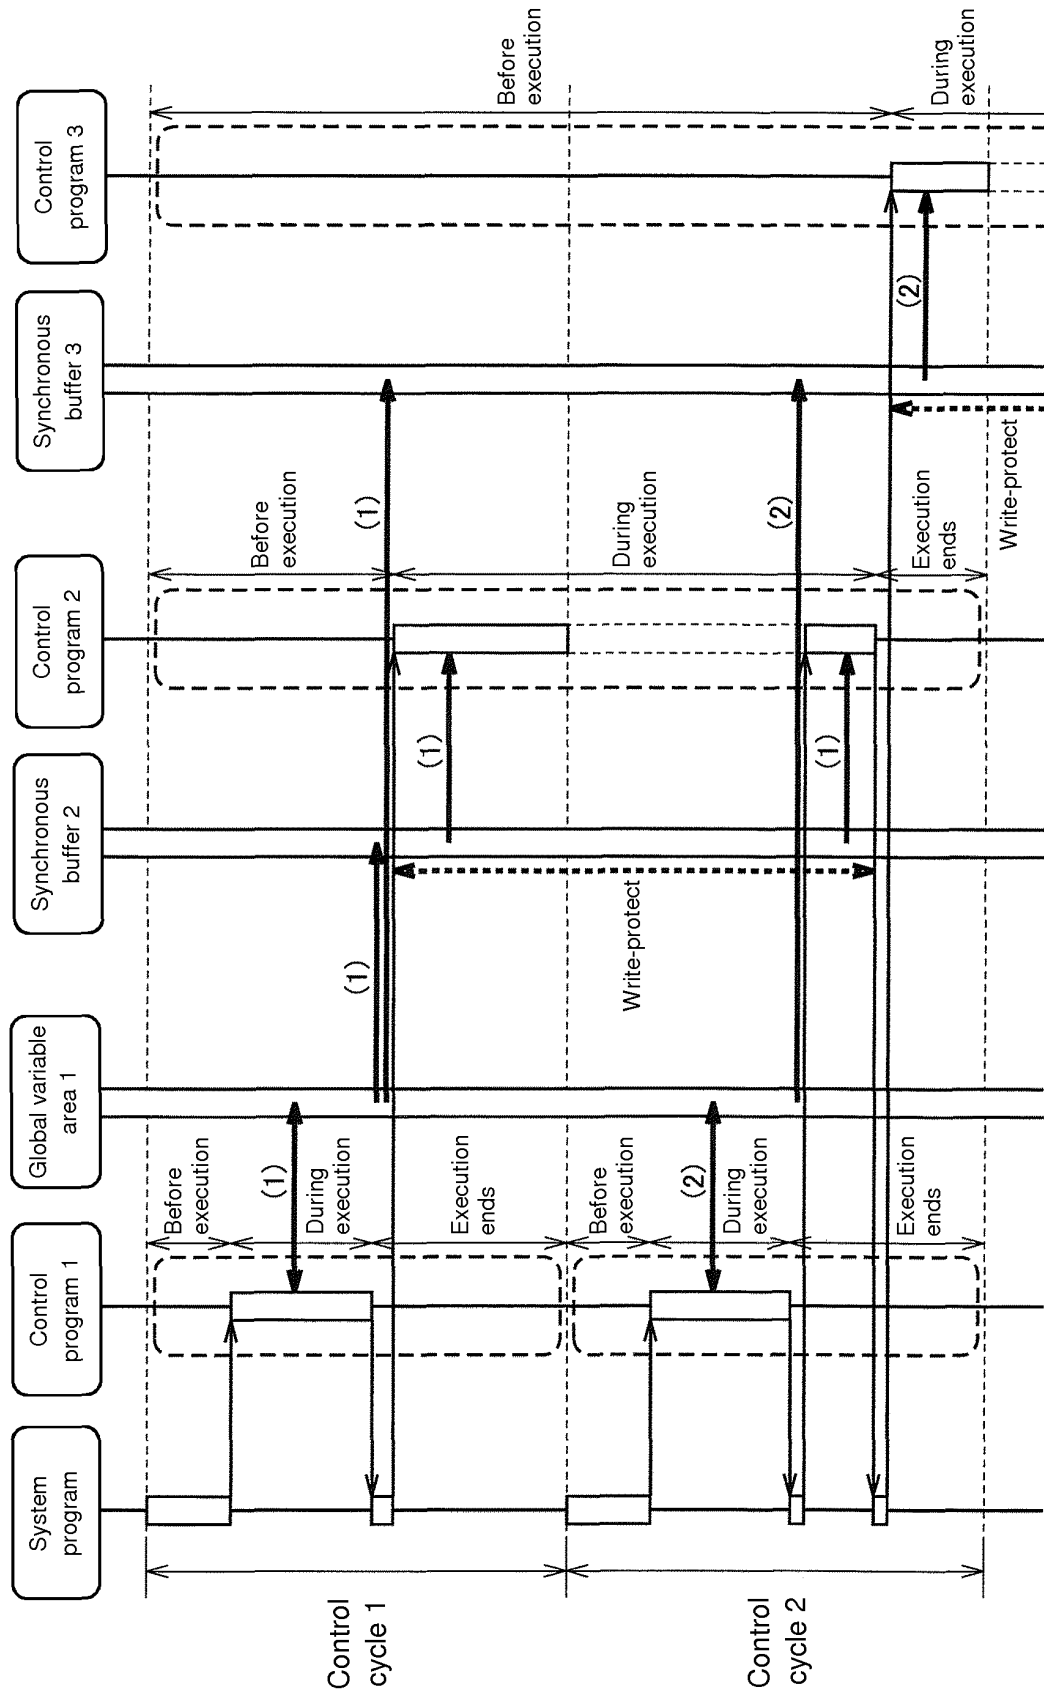 System
program
Control
program 1
Global variable
area 1
Synchronous
buffer 2
Control
program 2
Synchronous
buffer 3
Control
program 3
Control
cycle 1
Before
execution
(1)
During
execution
Execution
ends
(1)
(1)
(1)
Before
execution
Before
execution
Control
cycle 2
Before
execution
(2)
During
execution
Execution
ends
Write-protect
(1)
(2)
During
execution
Execution
ends
Write-protect
(2)
During
execution